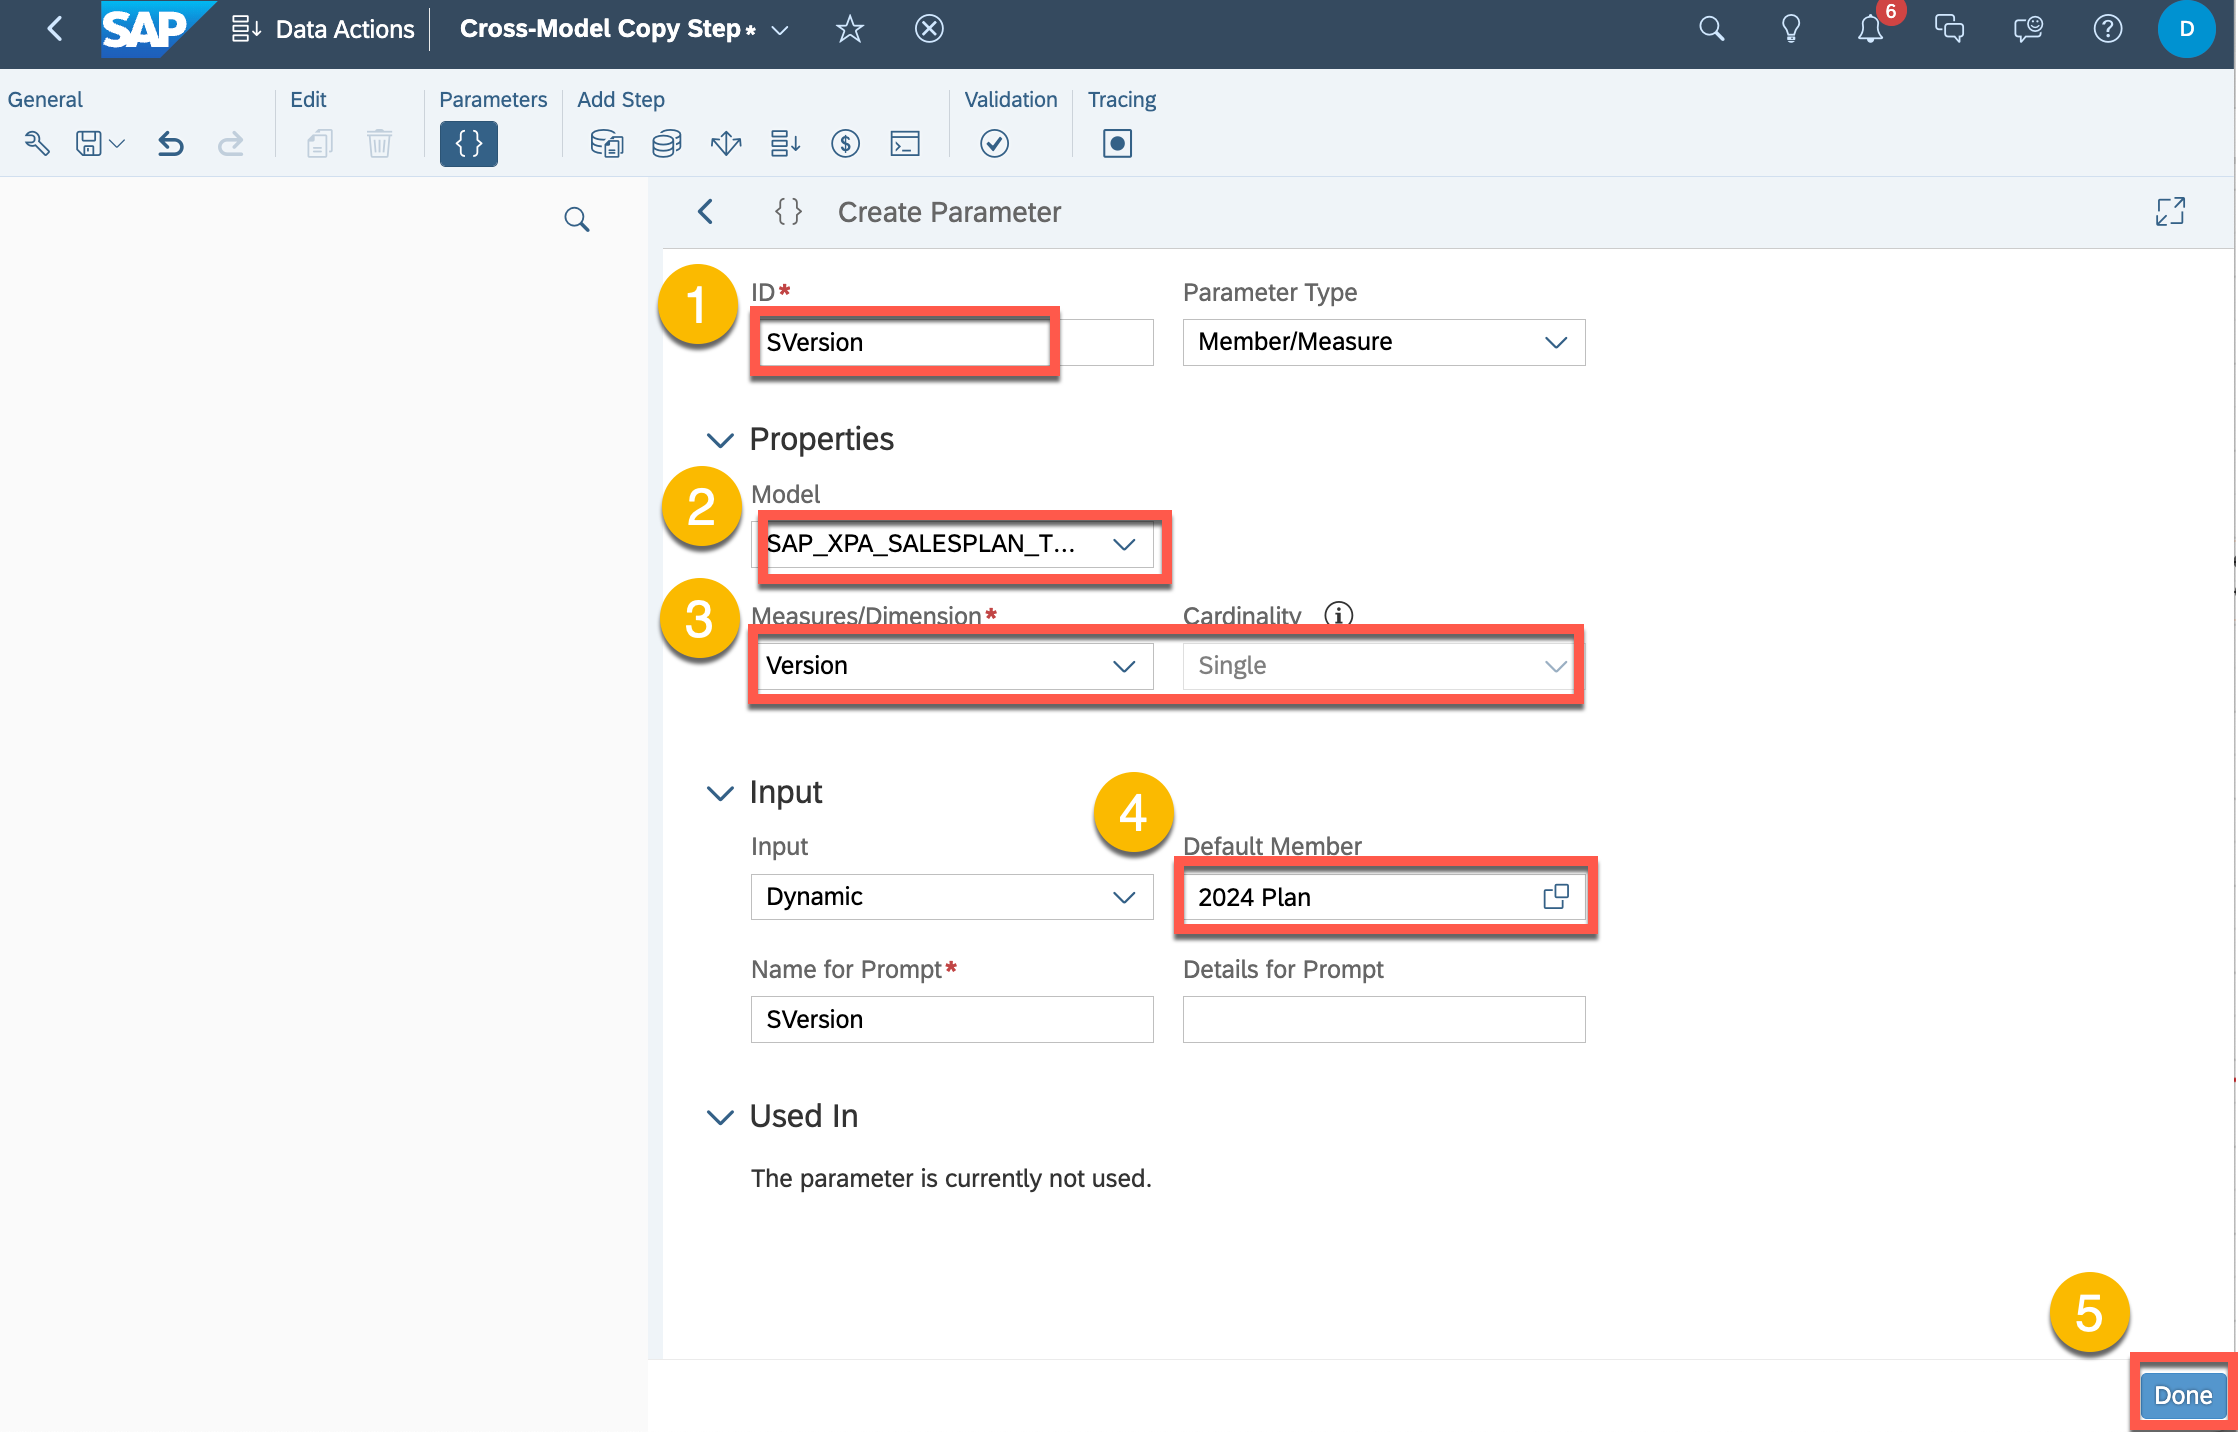 SAP Data Actions Cross-Model Copy Step * 6 D
General Edit Parameters Add Step Validation Tracing
{ } $
{ } Create Parameter
1 ID* Parameter Type
SVersion Member/Measure
Properties
2 Model
SAP_XPA_SALESPLAN_T...
3 Measures/Dimension* Cardinality
Version Single
Input
4
Input Default Member
Dynamic 2024 Plan
Name for Prompt* Details for Prompt
SVersion
Used In
The parameter is currently not used.
5
Done